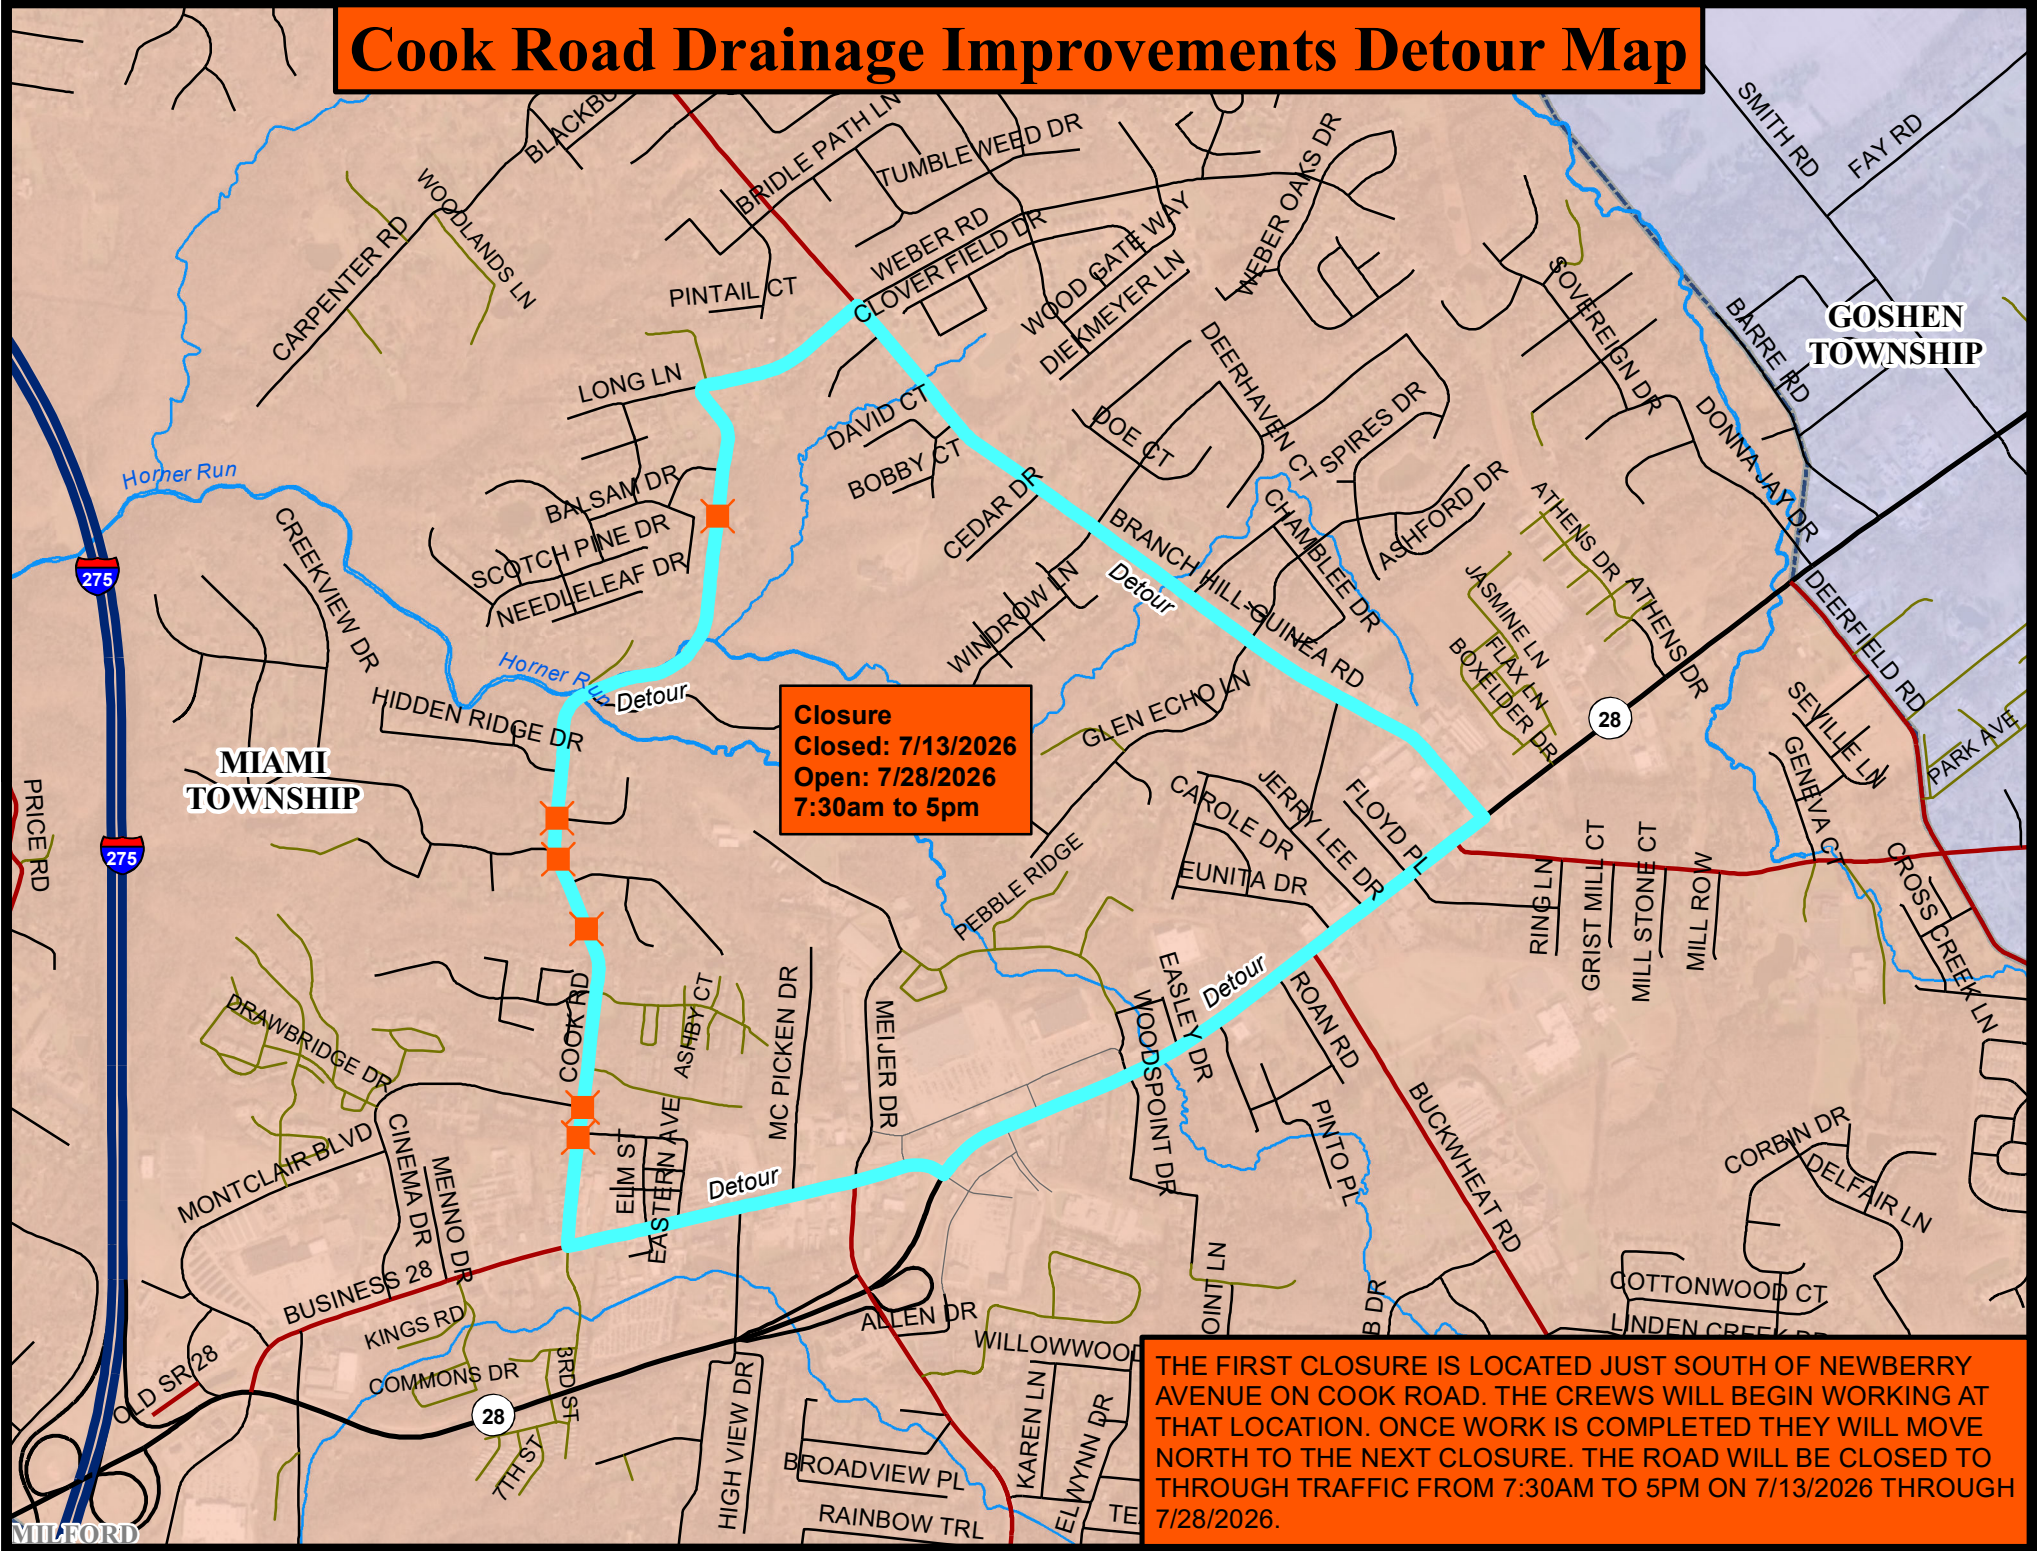 Cook Road Drainage Improvements Detour Map
SMITH RD
FAY RD
BRIDLE PATH LN
TUMBLEWEED DR
WEBER OAKS DR
WOODLANDS LN
CARPENTER RD
WEBER RD
CLOVER FIELD DR
WOOD GATE WAY
DIEKMEYER LN
PINTAIL CT
SOVEREIGN DR
BARRE RD
GOSHEN
TOWNSHIP
LONG LN
DAVID CT
BOBBY CT
DEERHAVEN CT
SPIRES DR
DOE CT
DONNA JAY DR
Horner Run
BALSAM DR
SCOTCH PINE DR
NEEDLELEAF DR
CEDAR DR
BRANCH HILL-GUINEA RD
Detour
CHAMBLEE DR
ASHFORD DR
ATHENS DR
ATHENS DR
JASMINE LN
FLAX LN
BOXELDER DR
DEERFIELD RD
275
CREEKVIEW DR
WINDROW LN
Horner Run
Detour
HIDDEN RIDGE DR
GLEN ECHO LN
28
SEVILLE LN
GENEVA CT
PARK AVE
Closure
Closed: 7/13/2026
Open: 7/28/2026
7:30am to 5pm
MIAMI
TOWNSHIP
PRICE RD
275
CAROLE DR
JERRY LEE DR
FLOYD PL
EUNITA DR
PEBBLE RIDGE
RING LN
GRIST MILL CT
MILL STONE CT
MILL ROW
CROSS CREEK LN
DRAWBRIDGE DR
COOK RD
ASHBY CT
MC PICKEN DR
MEIJER DR
WOODSPOINT DR
EASLEY DR
Detour
ROAN RD
BUCKWHEAT RD
PINTO PL
CORBIN DR
DELFAIR LN
MONTCLAIR BLVD
CINEMA DR
MENNO DR
ELM ST
EASTERN AVE
Detour
BUSINESS 28
KINGS RD
COMMONS DR
OLD SR 28
28
3RD ST
7TH ST
HIGH VIEW DR
ALLEN DR
WILLOWWOOD
OINT LN
B DR
COTTONWOOD CT
KAREN LN
ELWYNN DR
BROADVIEW PL
RAINBOW TRL
MILFORD
THE FIRST CLOSURE IS LOCATED JUST SOUTH OF NEWBERRY
AVENUE ON COOK ROAD. THE CREWS WILL BEGIN WORKING AT
THAT LOCATION. ONCE WORK IS COMPLETED THEY WILL MOVE
NORTH TO THE NEXT CLOSURE. THE ROAD WILL BE CLOSED TO
THROUGH TRAFFIC FROM 7:30AM TO 5PM ON 7/13/2026 THROUGH
7/28/2026.